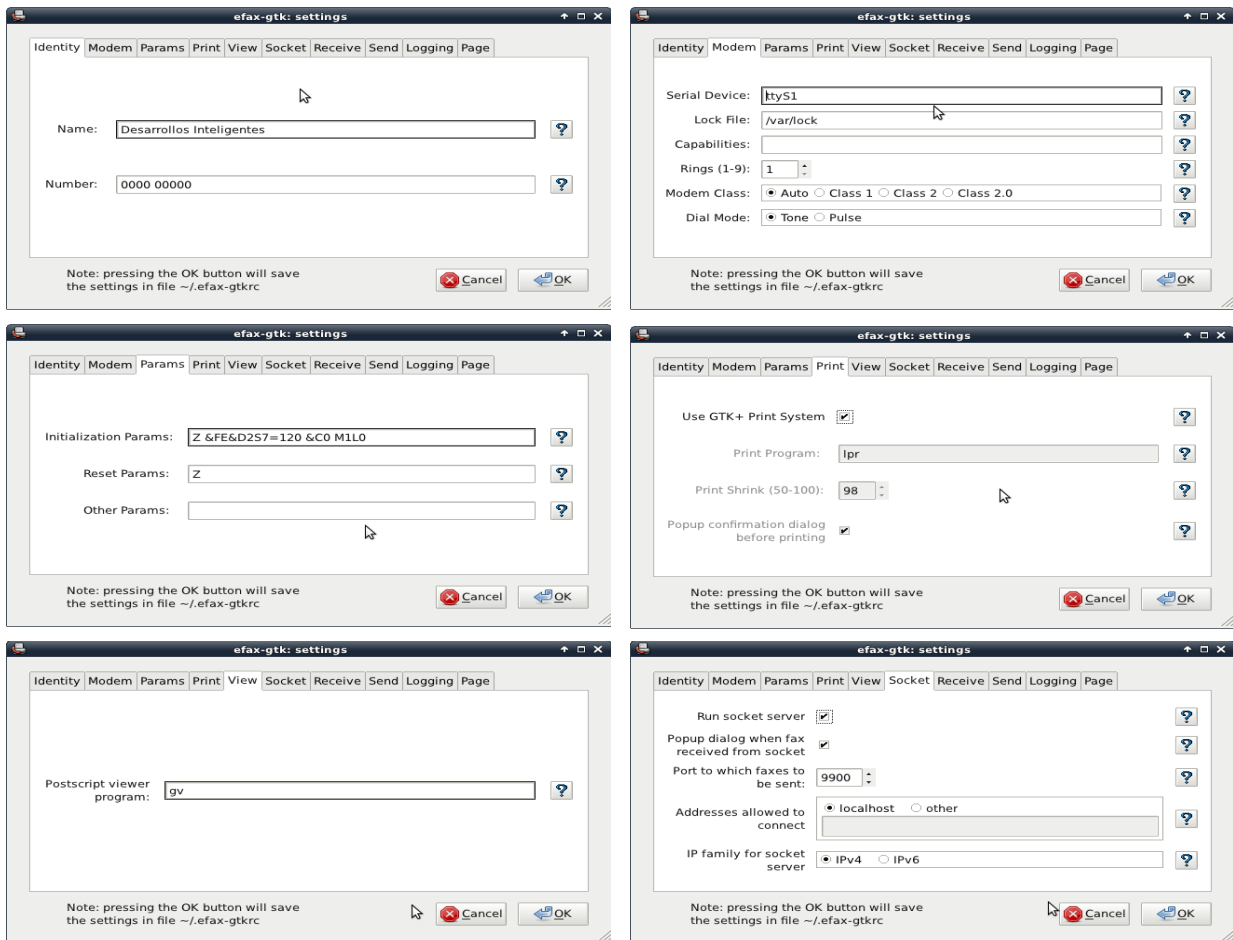 efax-gtk: settings
Identity Modem Params Print View Socket Receive Send Logging Page
Name: Desarrollos Inteligentes
Number: 0000 00000
Note: pressing the OK button will save
the settings in file ~/.efax-gtkrc
Cancel OK
efax-gtk: settings
Identity Modem Params Print View Socket Receive Send Logging Page
Serial Device: ttyS1
Lock File: /var/lock
Capabilities:
Rings (1-9): 1
Modem Class: Auto Class 1 Class 2 Class 2.0
Dial Mode: Tone Pulse
Note: pressing the OK button will save
the settings in file ~/.efax-gtkrc
Cancel OK
efax-gtk: settings
Identity Modem Params Print View Socket Receive Send Logging Page
Initialization Params: Z &FE&D2S7=120 &C0 M1L0
Reset Params: Z
Other Params:
Note: pressing the OK button will save
the settings in file ~/.efax-gtkrc
Cancel OK
efax-gtk: settings
Identity Modem Params Print View Socket Receive Send Logging Page
Use GTK+ Print System
Print Program: lpr
Print Shrink (50-100): 98
Popup confirmation dialog
before printing
Note: pressing the OK button will save
the settings in file ~/.efax-gtkrc
Cancel OK
efax-gtk: settings
Identity Modem Params Print View Socket Receive Send Logging Page
Postscript viewer
program: gv
Note: pressing the OK button will save
the settings in file ~/.efax-gtkrc
Cancel OK
efax-gtk: settings
Identity Modem Params Print View Socket Receive Send Logging Page
Run socket server
Popup dialog when fax
received from socket
Port to which faxes to
be sent: 9900
localhost other
Addresses allowed to
connect
IP family for socket
server IPv4 IPv6
Note: pressing the OK button will save
the settings in file ~/.efax-gtkrc
Cancel OK